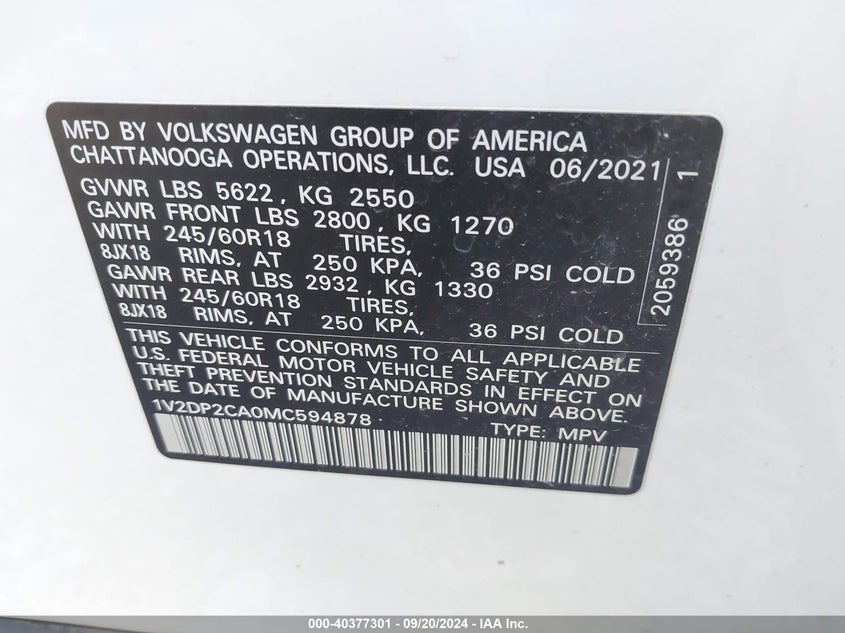 MFD BY VOLKSWAGEN GROUP OF AMERICA
CHATTANOOGA OPERATIONS, LLC. USA 06/2021
GVWR LBS 5622, KG 2550
GAWR FRONT LBS 2800, KG 1270
WITH 245/60R18 TIRES,
8JX18 RIMS, AT 250 KPA, 36 PSI COLD
GAWR REAR LBS 2932, KG 1330
WITH 245/60R18 TIRES,
8JX18 RIMS, AT 250 KPA, 36 PSI COLD
THIS VEHICLE CONFORMS TO ALL APPLICABLE
U.S. FEDERAL MOTOR VEHICLE SAFETY AND
THEFT PREVENTION STANDARDS IN EFFECT ON
THE DATE OF MANUFACTURE SHOWN ABOVE.
1V2DP2CA0MC594878 TYPE: MPV
2059386 1
000-40377301 - 09/20/2024 - IAA Inc.